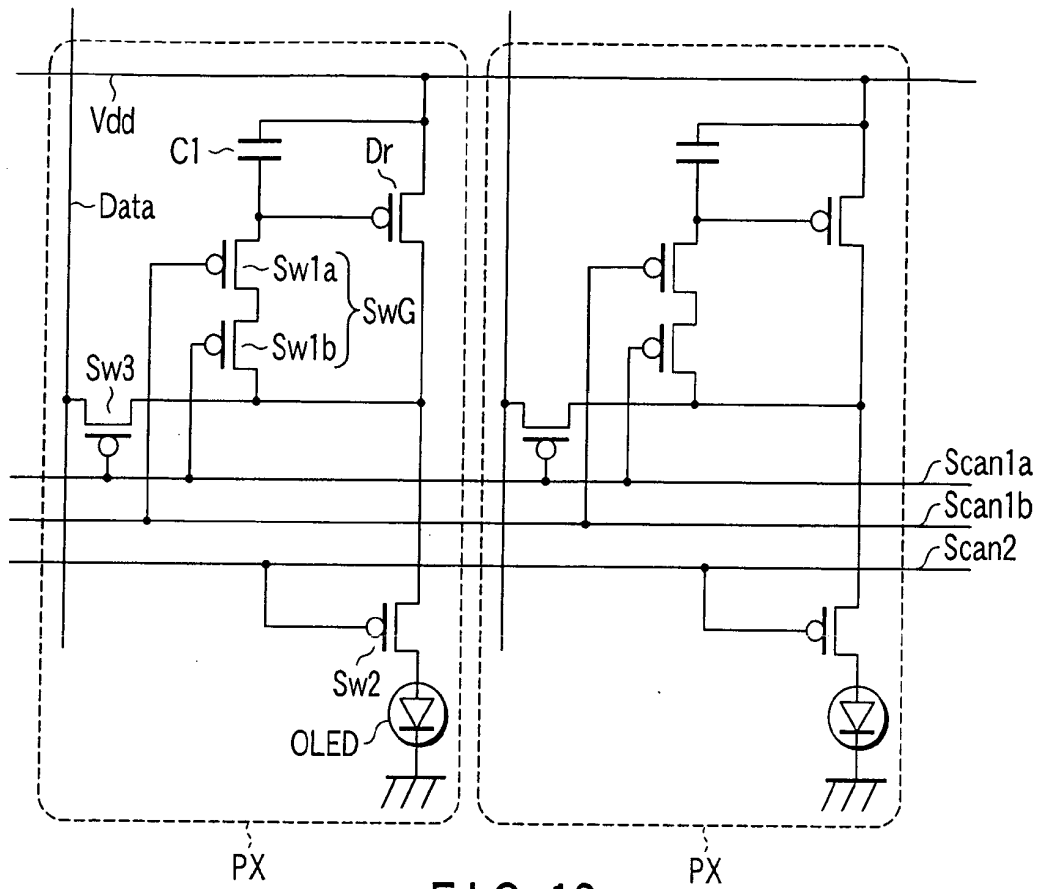 Vdd
C1
Dr
Data
Sw1a
SwG
Sw1b
Sw3
Scan1a
Scan1b
Scan2
Sw2
OLED
PX
PX